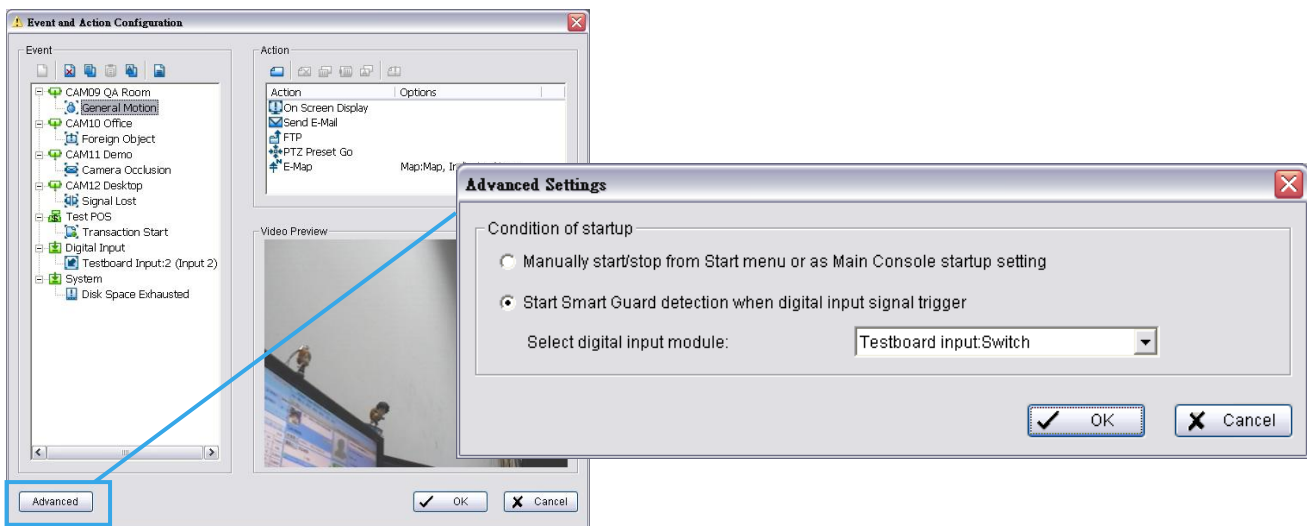 Event and Action Configuration
Event
Action
CAM09 QA Room
General Motion
CAM10 Office
Foreign Object
CAM11 Demo
Camera Occlusion
CAM12 Desktop
Signal Lost
Test POS
Transaction Start
Digital Input
Testboard Input:2 (Input 2)
System
Disk Space Exhausted
Action Options
On Screen Display
Send E-Mail
FTP
PTZ Preset Go
E-Map Map:Map,
Video Preview
Advanced
OK
Cancel
Advanced Settings
Condition of startup
Manually start/stop from Start menu or as Main Console startup setting
Start Smart Guard detection when digital input signal trigger
Select digital input module: Testboard input:Switch
OK
Cancel